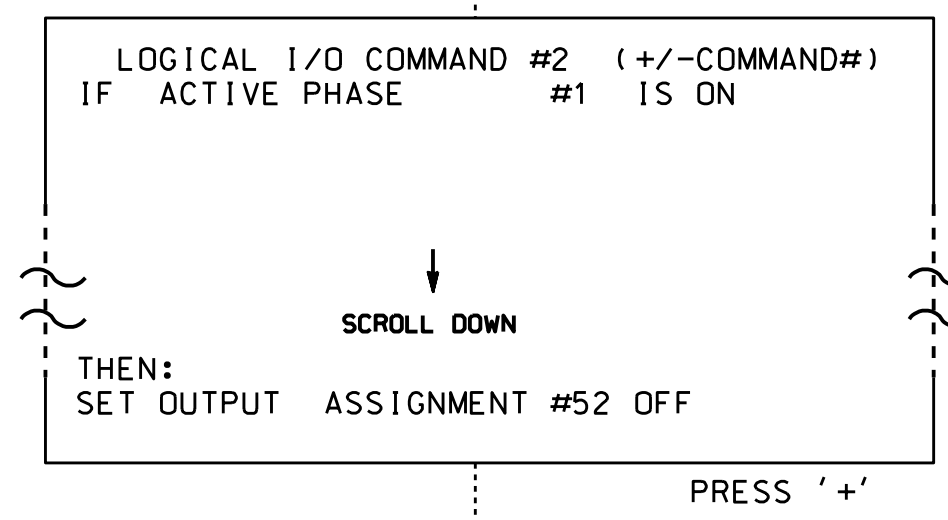 LOGICAL I/O COMMAND #2 (+/-COMMAND#)
IF ACTIVE PHASE #1 IS ON
SCROLL DOWN
THEN:
SET OUTPUT ASSIGNMENT #52 OFF
PRESS '+'